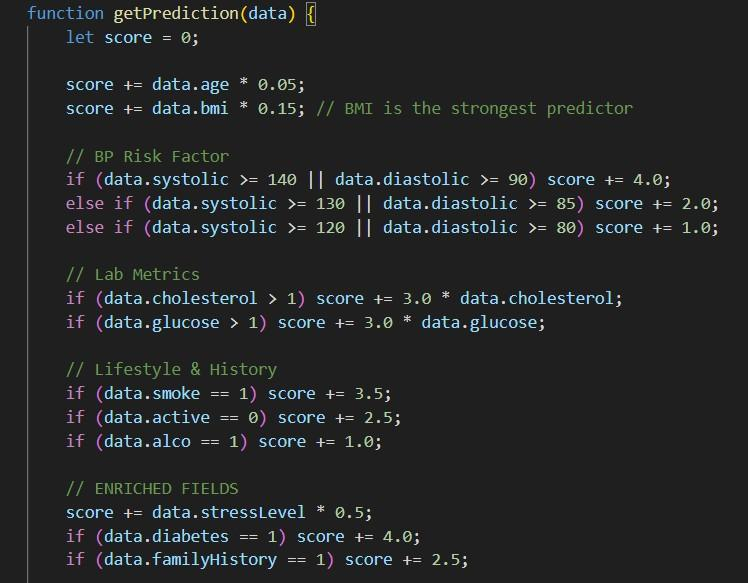 function getPrediction(data) {
let score = 0;
score += data.age * 0.05;
score += data.bmi * 0.15; // BMI is the strongest predictor
// BP Risk Factor
if (data.systolic >= 140 || data.diastolic >= 90) score += 4.0;
else if (data.systolic >= 130 || data.diastolic >= 85) score += 2.0;
else if (data.systolic >= 120 || data.diastolic >= 80) score += 1.0;
// Lab Metrics
if (data.cholesterol > 1) score += 3.0 * data.cholesterol;
if (data.glucose > 1) score += 3.0 * data.glucose;
// Lifestyle & History
if (data.smoke == 1) score += 3.5;
if (data.active == 0) score += 2.5;
if (data.alco == 1) score += 1.0;
// ENRICHED FIELDS
score += data.stressLevel * 0.5;
if (data.diabetes == 1) score += 4.0;
if (data.familyHistory == 1) score += 2.5;